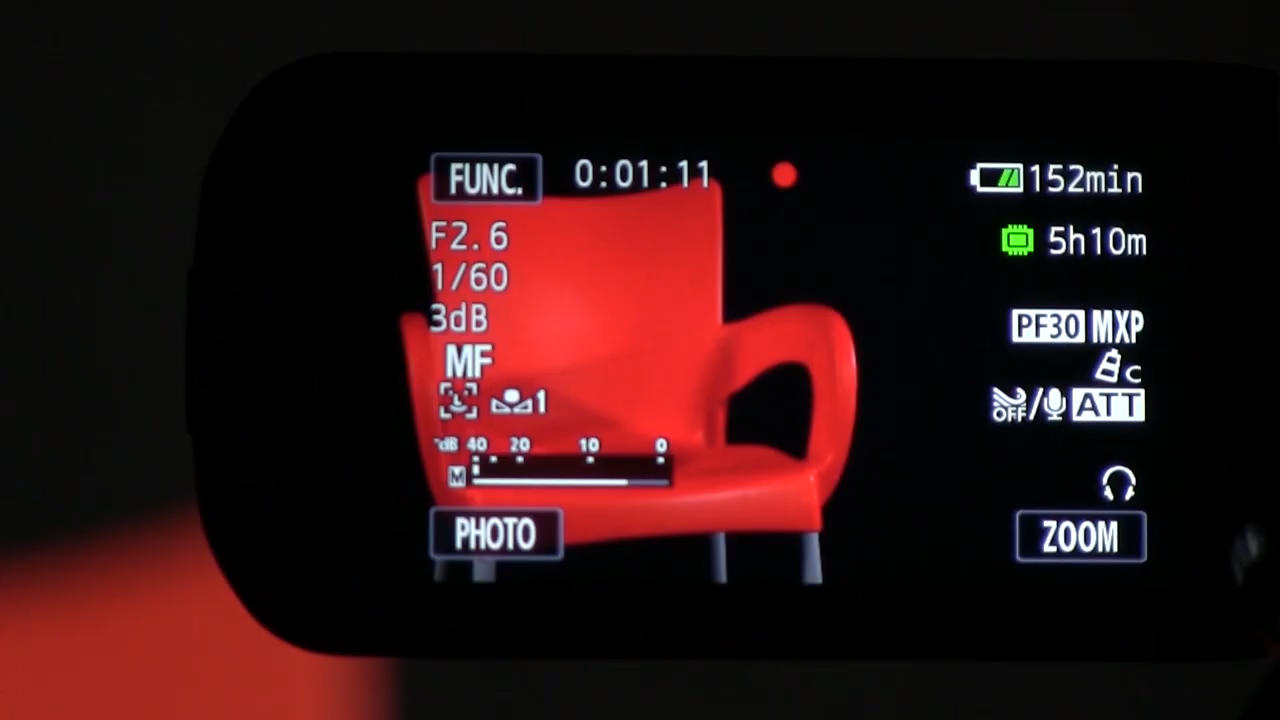 FUNC. 0:01:11 152min
F2.6 5h10m
1/60
3dB PF30 MXP
MF C
1 OFF/ ATT
-dB 40 20 10 0
M
PHOTO ZOOM